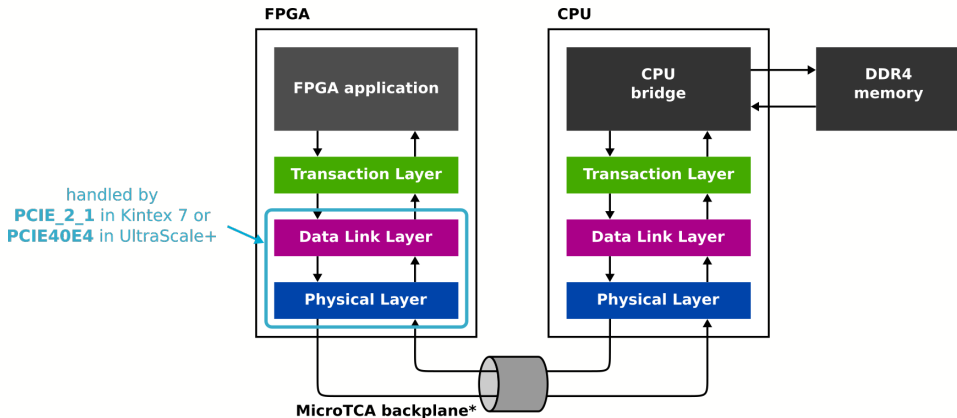 FPGA
CPU
FPGA application
CPU
bridge
DDR4
memory
Transaction Layer
Transaction Layer
handled by
PCIE_2_1 in Kintex 7 or
PCIE40E4 in UltraScale+
Data Link Layer
Data Link Layer
Physical Layer
Physical Layer
MicroTCA backplane*